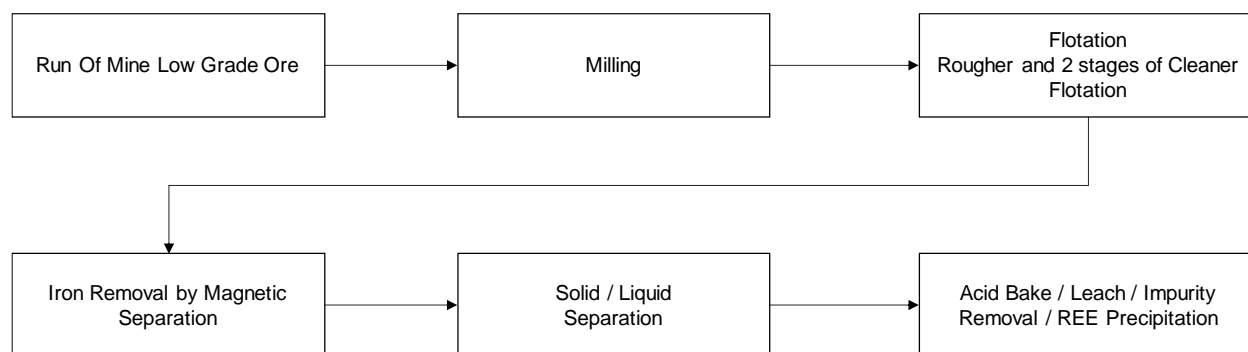 Run Of Mine Low Grade Ore
Milling
Flotation
Rougher and 2 stages of Cleaner
Flotation
Iron Removal by Magnetic
Separation
Solid / Liquid
Separation
Acid Bake / Leach / Impurity
Removal / REE Precipitation